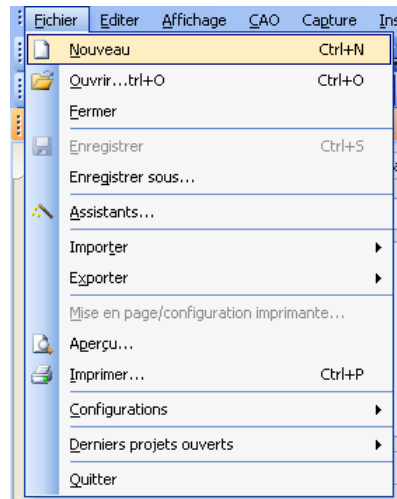 Fichier Editer Affichage CAO Capture Ins
Nouveau Ctrl+N
Ouvrir...trl+O Ctrl+O
Fermer
Enregistrer Ctrl+S
Enregistrer sous...
Assistants...
Importer
Exporter
Mise en page/configuration imprimante...
Aperçu...
Imprimer... Ctrl+P
Configurations
Derniers projets ouverts
Quitter